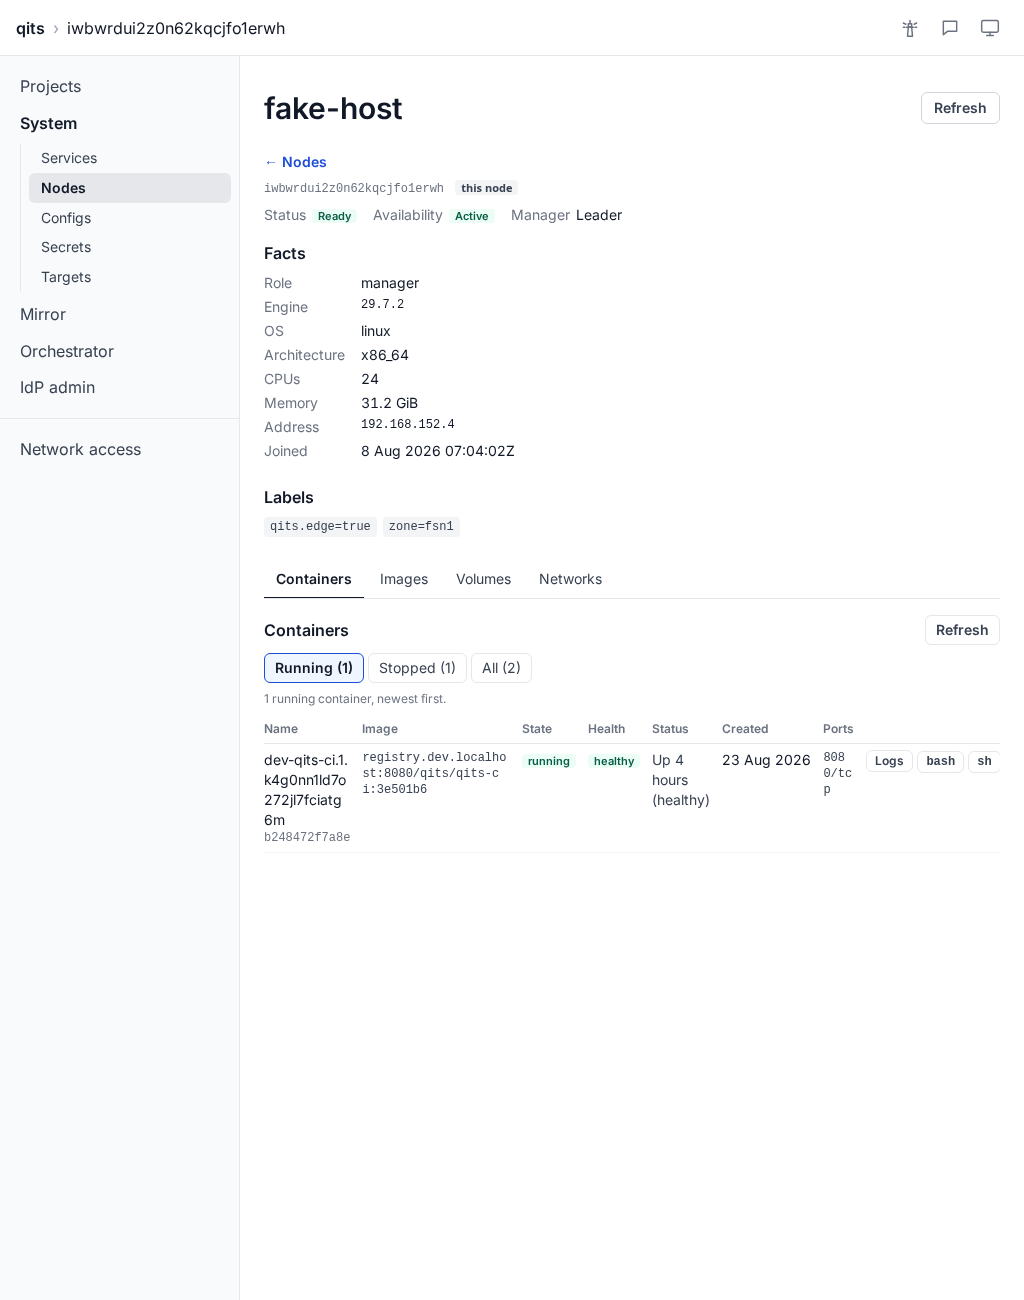 qits › iwbwrdui2z0n62kqcjfo1erwh
Projects
System
Services
Nodes
Configs
Secrets
Targets
Mirror
Orchestrator
IdP admin
Network access
fake-host
Refresh
← Nodes
iwbwrdui2z0n62kqcjfo1erwh this node
Status Ready Availability Active Manager Leader
Facts
Role manager
Engine 29.7.2
OS linux
Architecture x86_64
CPUs 24
Memory 31.2 GiB
Address 192.168.152.4
Joined 8 Aug 2026 07:04:02Z
Labels
qits.edge=true zone=fsn1
Containers Images Volumes Networks
Containers
Refresh
Running (1) Stopped (1) All (2)
1 running container, newest first.
Name Image State Health Status Created Ports
dev-qits-ci.1.
k4g0nn1ld7o
272jl7fciatg
6m
b248472f7a8e
registry.dev.localho
st:8080/qits/qits-c
i:3e501b6
running
healthy
Up 4
hours
(healthy)
23 Aug 2026
808
0/tc
p
Logs bash sh